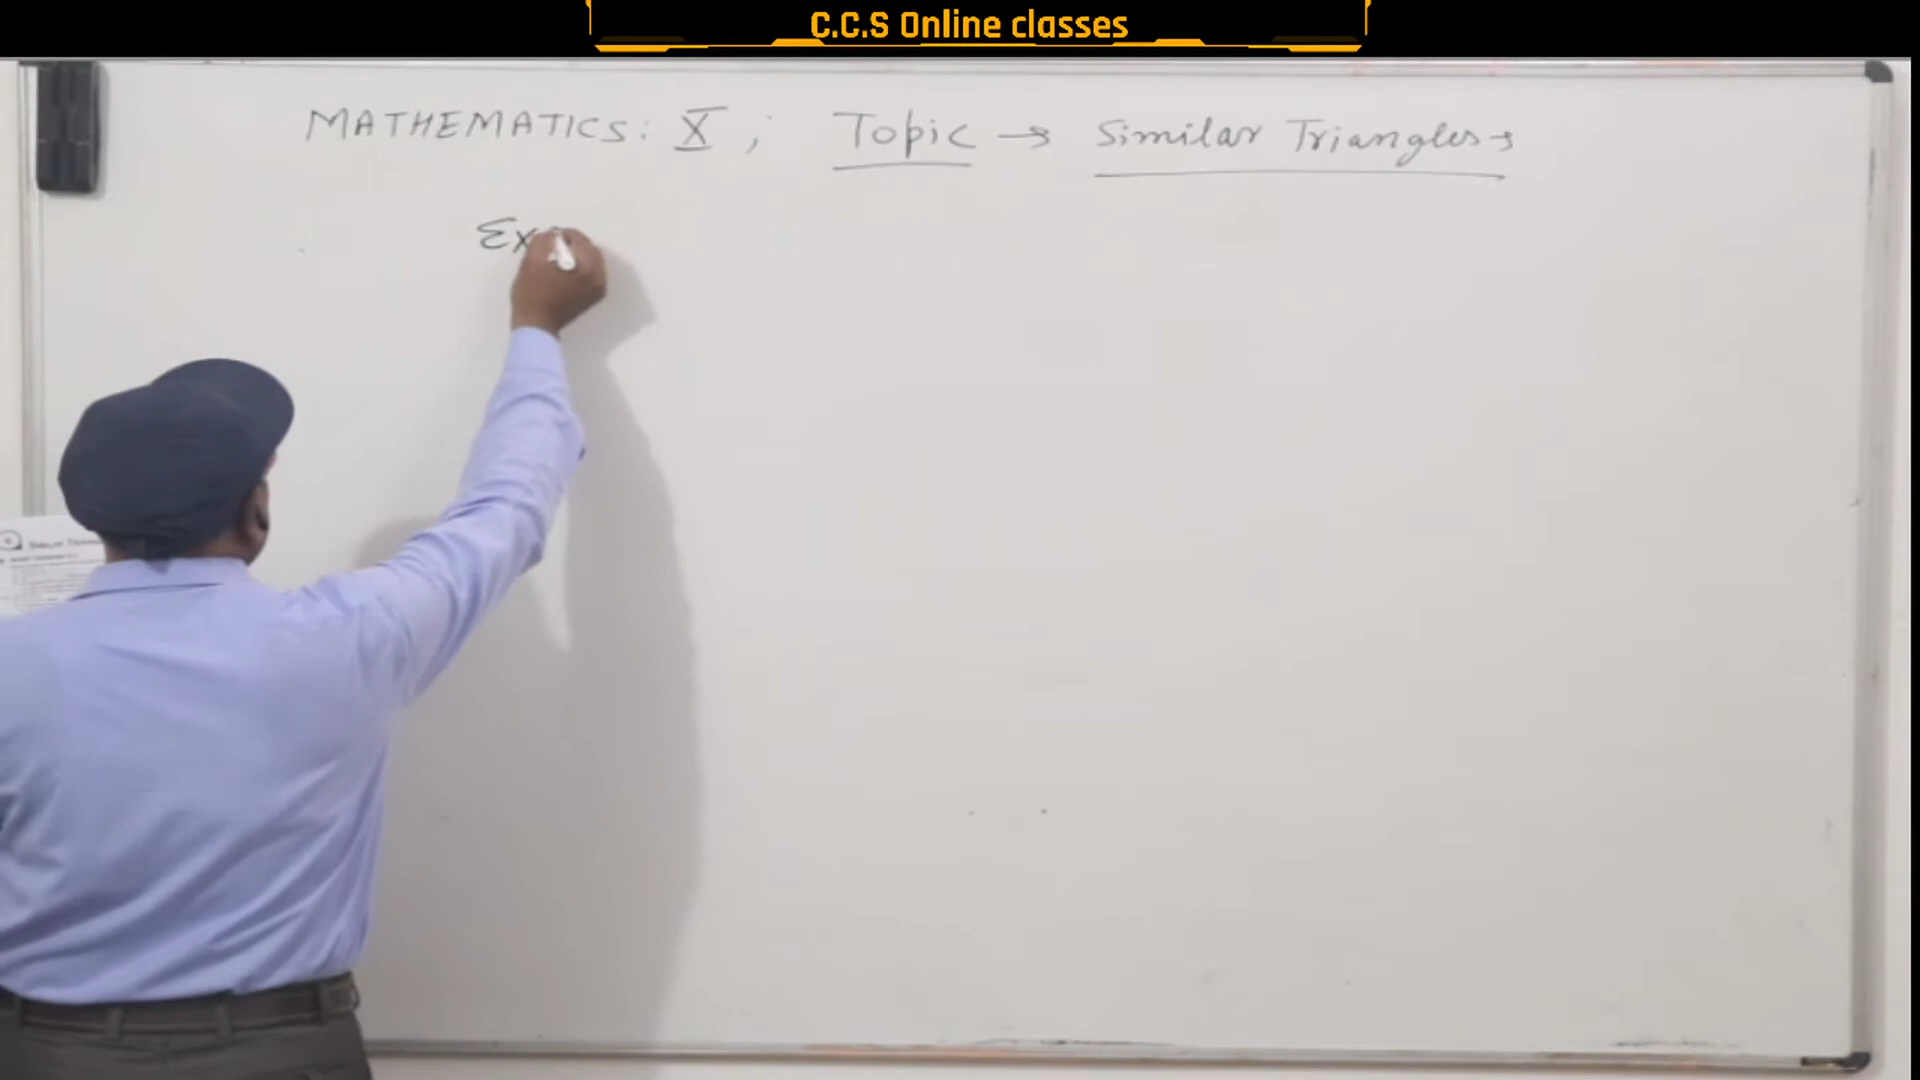 C.C.S Online classes
MATHEMATICS: X ; Topic → Similar Triangles →
Ex